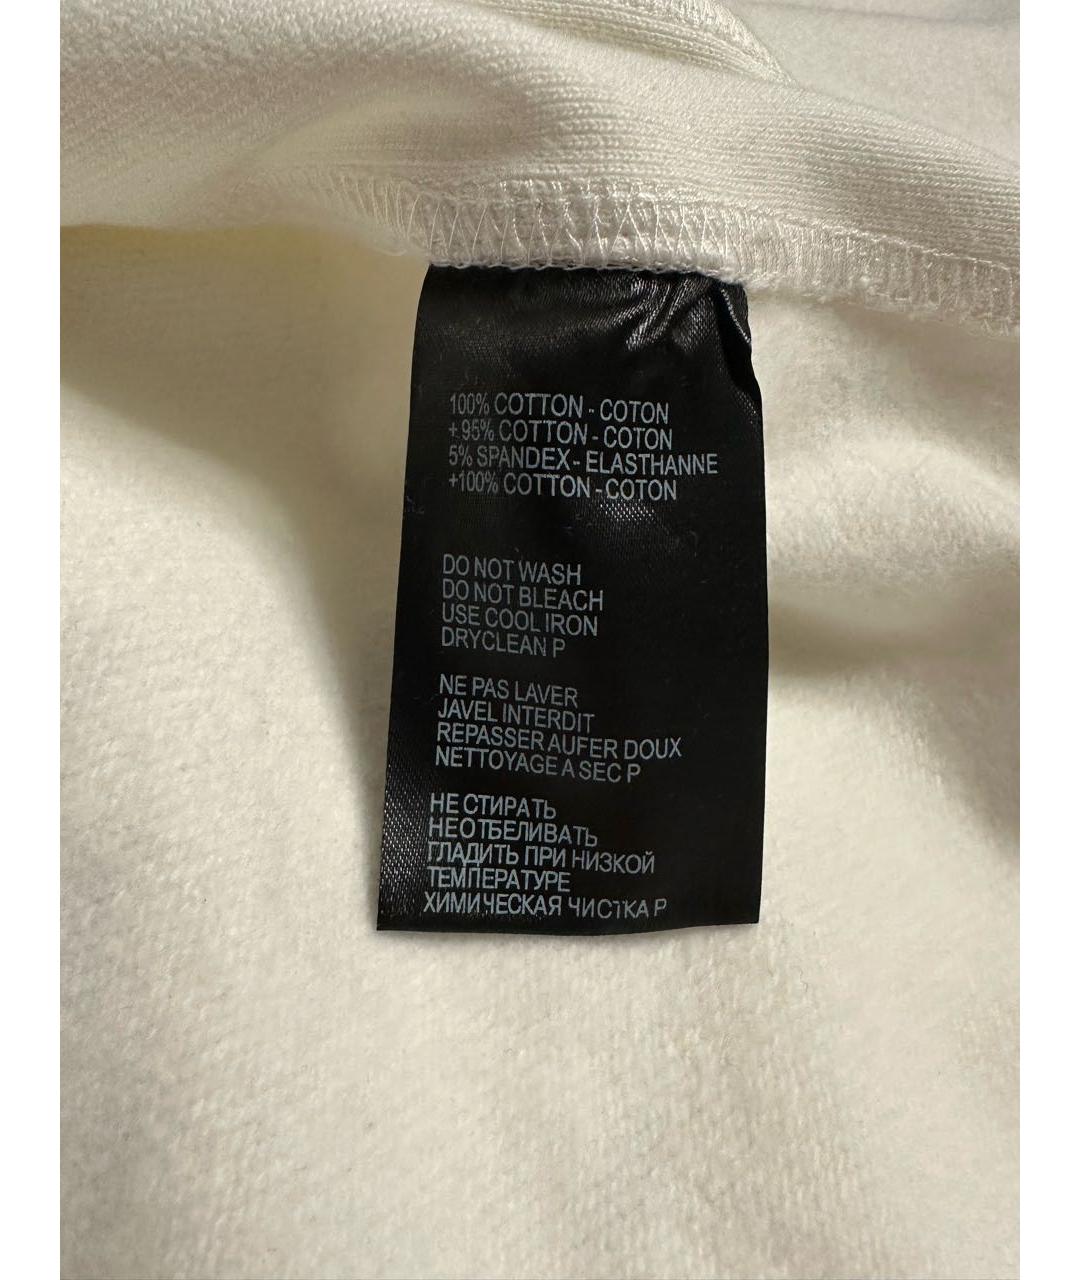 100% COTTON - COTON
+ 95% COTTON - COTON
5% SPANDEX - ELASTHANNE
+100% COTTON - COTON
DO NOT WASH
DO NOT BLEACH
USE COOL IRON
DRYCLEAN P
NE PAS LAVER
JAVEL INTERDIT
REPASSER AUFER DOUX
NETTOYAGE A SEC P
НЕ СТИРАТЬ
НЕ ОТБЕЛИВАТЬ
ГЛАДИТЬ ПРИ НИЗКОЙ
ТЕМПЕРАТУРЕ
ХИМИЧЕСКАЯ ЧИСТКА P